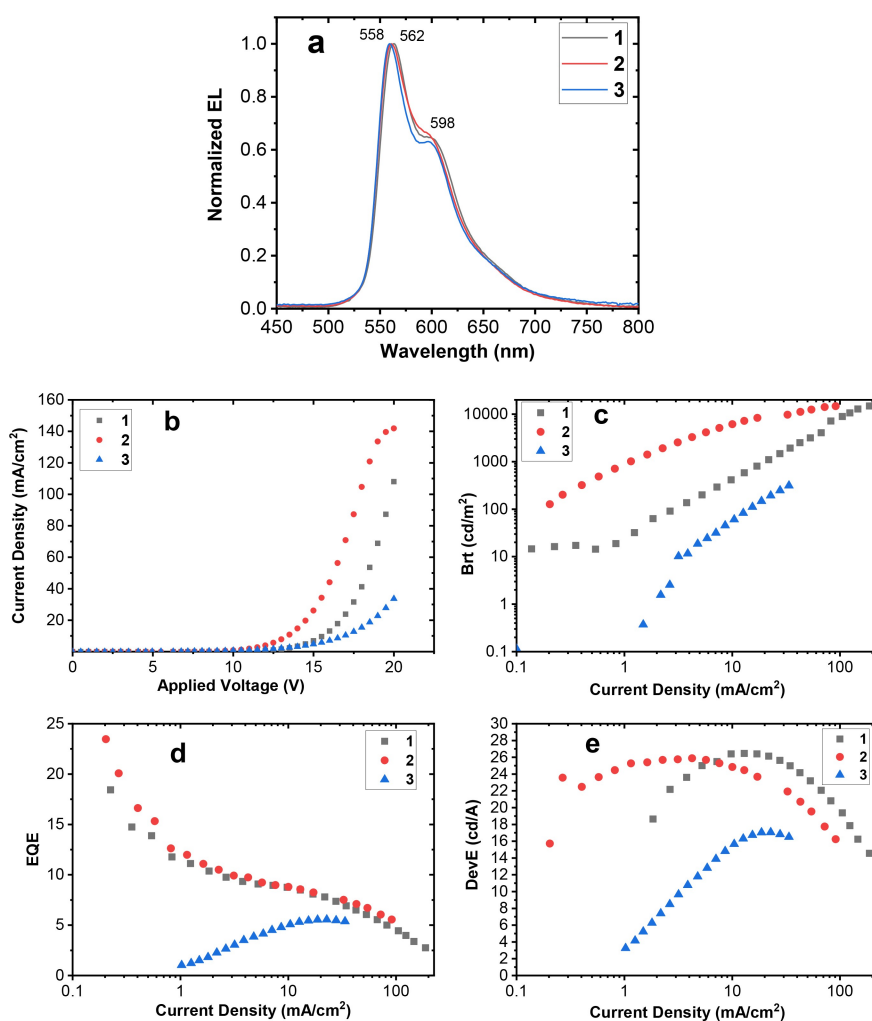 a
558 562
598
1
2
3
Normalized EL
1.0
0.8
0.6
0.4
0.2
0.0
450 500 550 600 650 700 750 800
Wavelength (nm)
b
1
2
3
Current Density (mA/cm²)
160
140
120
100
80
60
40
20
0 5 10 15 20
Applied Voltage (V)
c
1
2
3
Brt (cd/m²)
10000
1000
100
10
1
0.1
0.1 1 10 100
Current Density (mA/cm²)
d
1
2
3
EQE
25
20
15
10
5
0
0.1 1 10 100
Current Density (mA/cm²)
e
1
2
3
DevE (cd/A)
30
28
26
24
22
20
18
16
14
12
10
8
6
4
2
0
0.1 1 10 100
Current Density (mA/cm²)